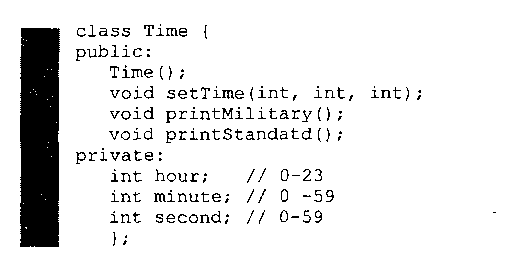 class Time {
public:
Time();
void setTime(int, int, int);
void printMilitary();
void printStandatd();
private:
int hour; // 0-23
int minute; // 0 -59
int second; // 0-59
};